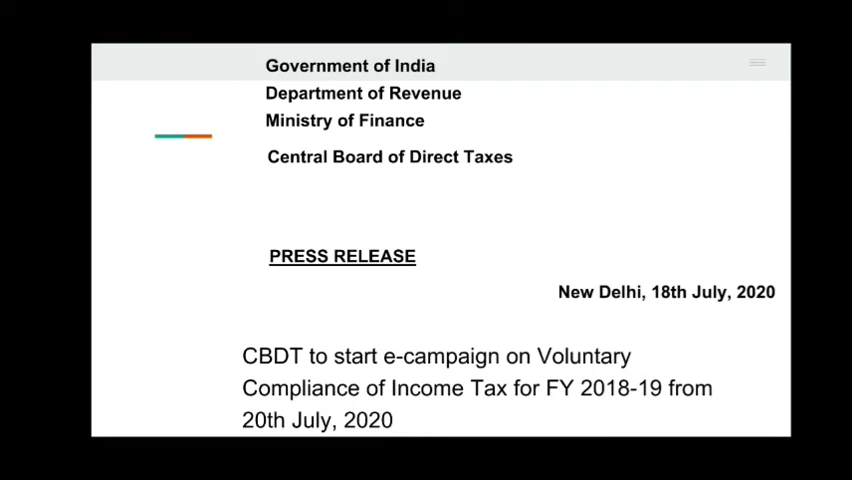 Government of India
Department of Revenue
Ministry of Finance
Central Board of Direct Taxes
PRESS RELEASE
New Delhi, 18th July, 2020
CBDT to start e-campaign on Voluntary
Compliance of Income Tax for FY 2018-19 from
20th July, 2020